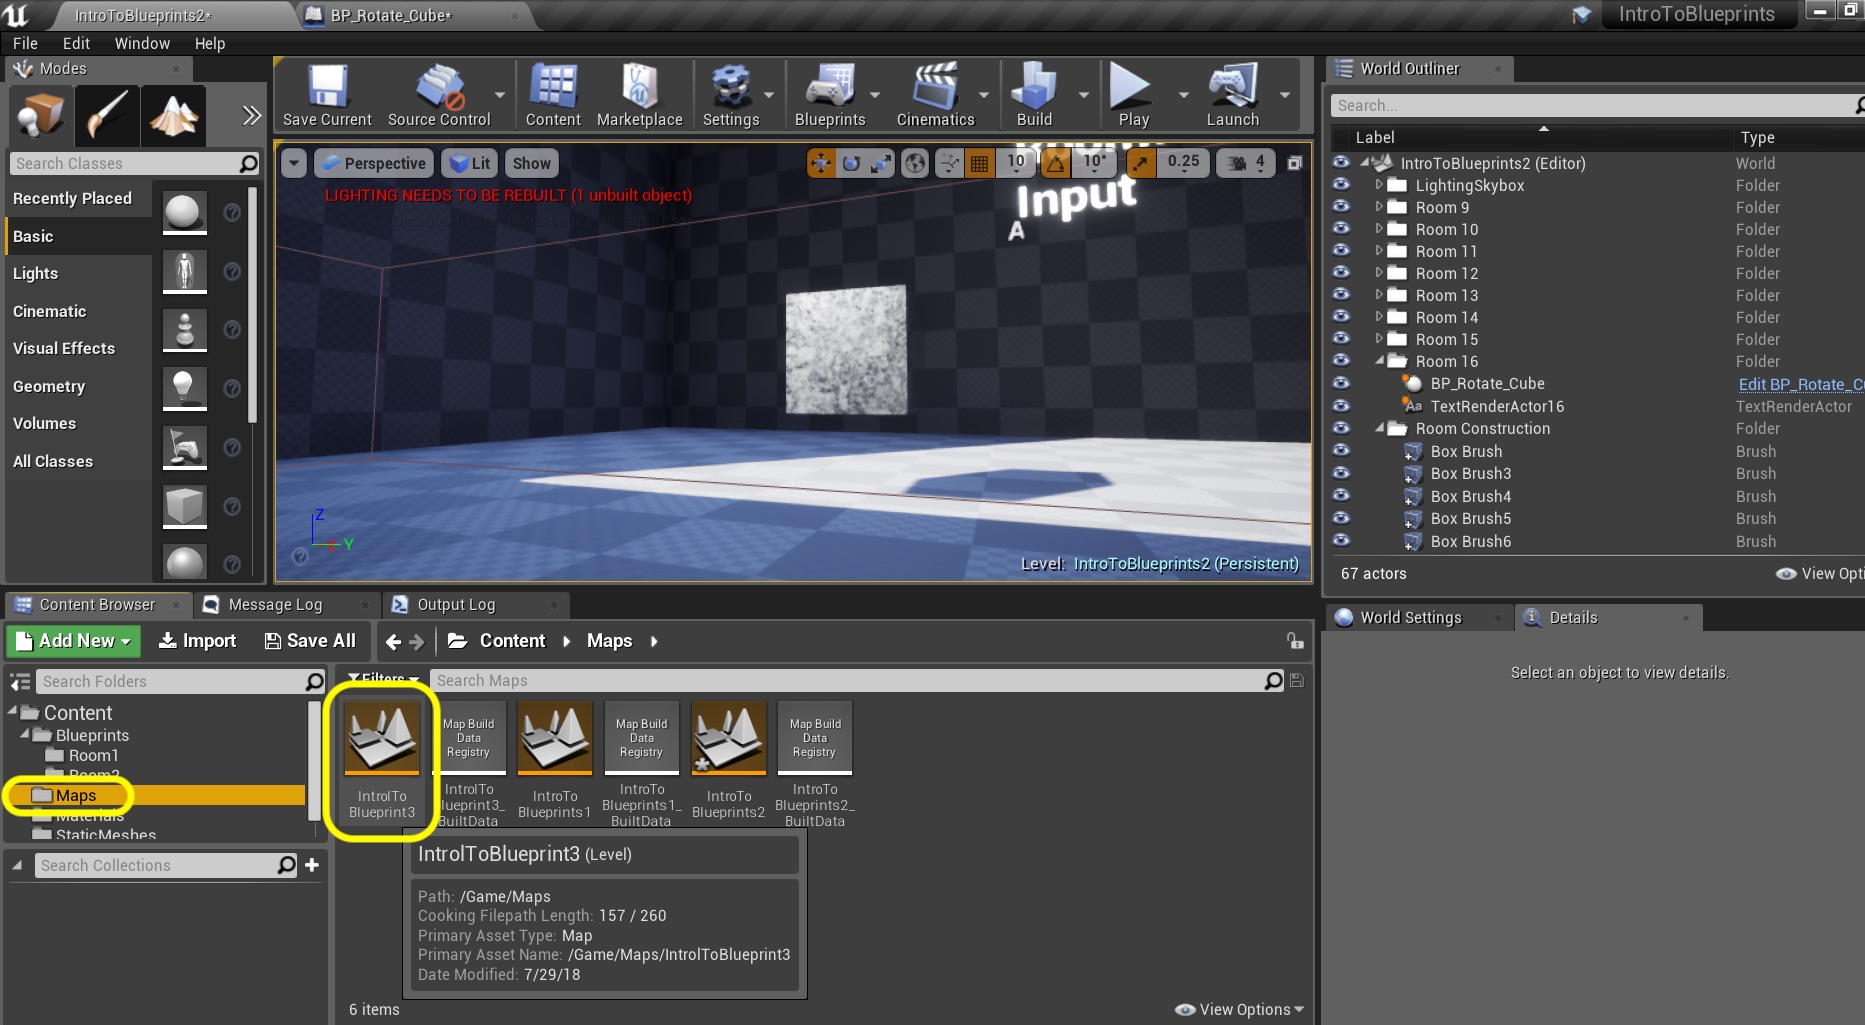 IntroToBlueprints2*
BP_Rotate_Cube*
IntroToBlueprints
File Edit Window Help
Modes
Search Classes
Recently Placed
Basic
Lights
Cinematic
Visual Effects
Geometry
Volumes
All Classes
Save Current
Source Control
Content
Marketplace
Settings
Blueprints
Cinematics
Build
Play
Launch
Perspective
Lit
Show
10
10°
0.25
4
LIGHTING NEEDS TO BE REBUILT (1 unbuilt object)
Input
A
Z
X
Y
Level: IntroToBlueprints2 (Persistent)
World Outliner
Search...
Label Type
IntroToBlueprints2 (Editor) World
LightingSkybox Folder
Room 9 Folder
Room 10 Folder
Room 11 Folder
Room 12 Folder
Room 13 Folder
Room 14 Folder
Room 15 Folder
Room 16 Folder
BP_Rotate_Cube Edit BP_Rotate_C
TextRenderActor16 TextRenderActor
Room Construction Folder
Box Brush Brush
Box Brush3 Brush
Box Brush4 Brush
Box Brush5 Brush
Box Brush6 Brush
67 actors
View Opti
World Settings
Details
Select an object to view details.
Content Browser
Message Log
Output Log
Add New
Import
Save All
Content
Maps
Search Folders
Content
Blueprints
Room1
Room2
Maps
Materials
StaticMeshes
Search Collections
Filters
Search Maps
IntrolTo
Blueprint3
Map Build
Data
Registry
IntrolTo
lueprint3_
BuiltData
IntroTo
Blueprints1
Map Build
Data
Registry
IntroTo
Blueprints1_
BuiltData
IntroTo
Blueprints2
Map Build
Data
Registry
IntroTo
Blueprints2_
BuiltData
IntrolToBlueprint3 (Level)
Path: /Game/Maps
Cooking Filepath Length: 157 / 260
Primary Asset Type: Map
Primary Asset Name: /Game/Maps/IntrolToBlueprint3
Date Modified: 7/29/18
6 items
View Options